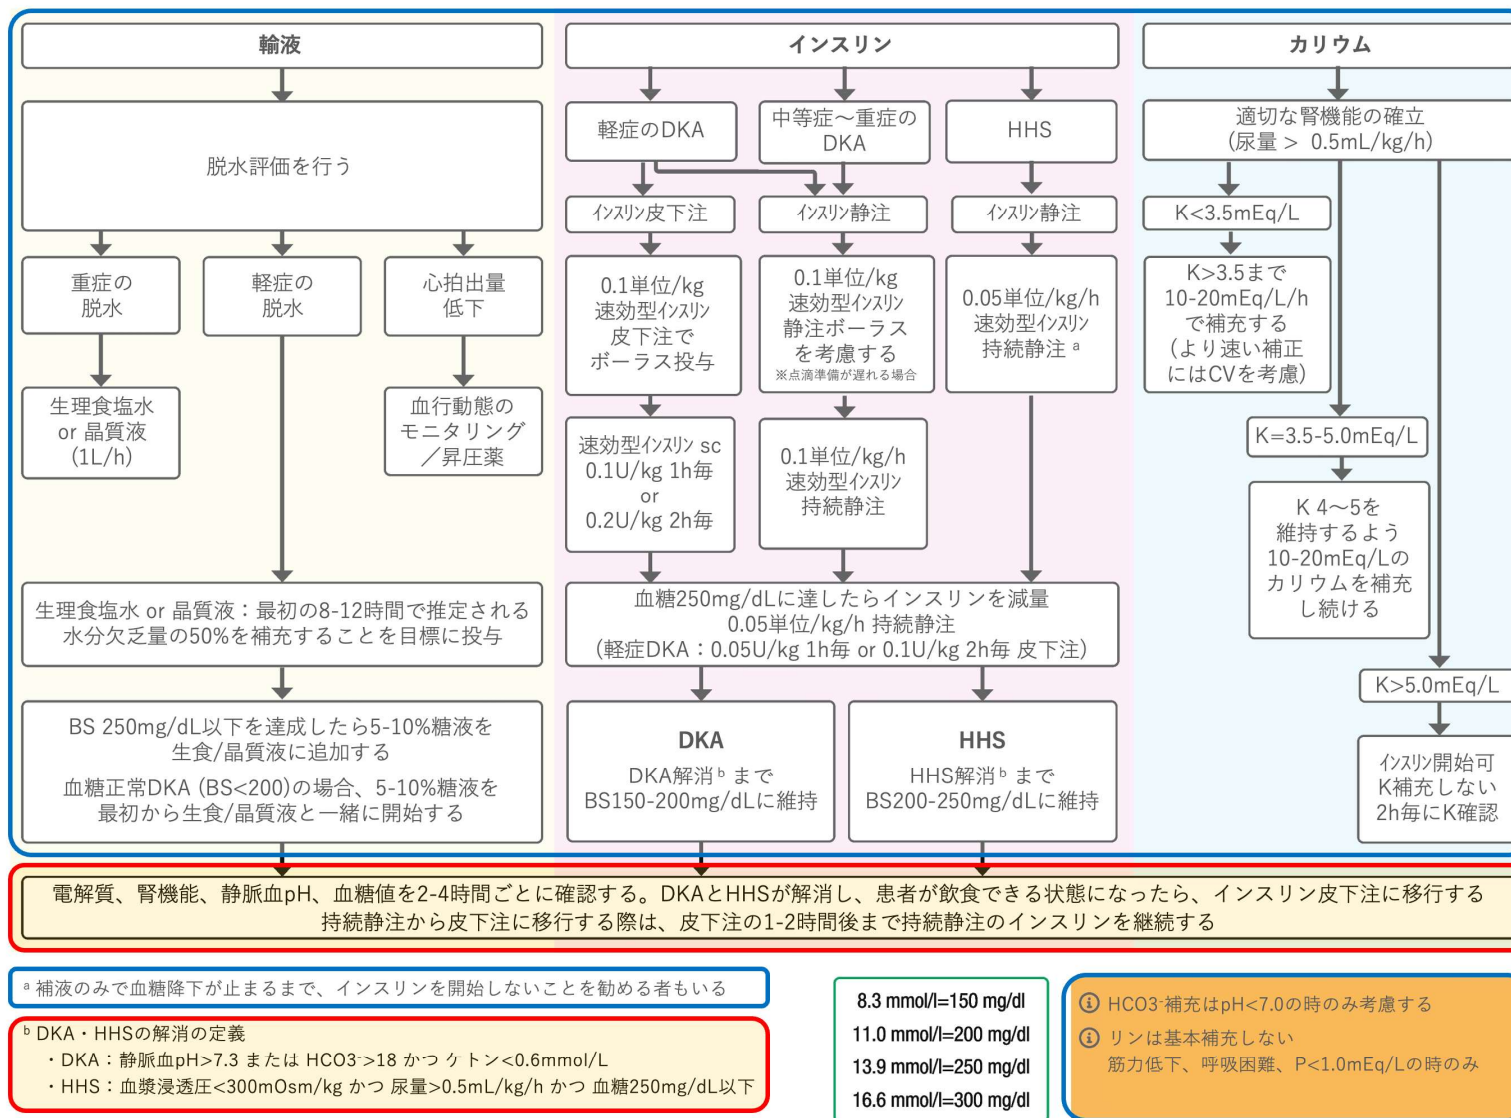 輸液
脱水評価を行う
重症の
脱水
軽症の
脱水
心拍出量
低下
生理食塩水
or 晶質液
(1L/h)
血行動態の
モニタリング
／昇圧薬
生理食塩水 or 晶質液：最初の8-12時間で推定される
水分欠乏量の50%を補充することを目標に投与
BS 250mg/dL以下を達成したら5-10%糖液を
生食/晶質液に追加する
血糖正常DKA (BS<200)の場合、5-10%糖液を
最初から生食/晶質液と一緒に開始する
インスリン
軽症のDKA
中等症～重症の
DKA
HHS
インスリン皮下注
インスリン静注
インスリン静注
0.1単位/kg
速効型インスリン
皮下注で
ボーラス投与
0.1単位/kg
速効型インスリン
静注ボーラス
を考慮する
※点滴準備が遅れる場合
0.05単位/kg/h
速効型インスリン
持続静注 a
速効型インスリン sc
0.1U/kg 1h毎
or
0.2U/kg 2h毎
0.1単位/kg/h
速効型インスリン
持続静注
血糖250mg/dLに達したらインスリンを減量
0.05単位/kg/h 持続静注
(軽症DKA：0.05U/kg 1h毎 or 0.1U/kg 2h毎 皮下注)
DKA
DKA解消 b まで
BS150-200mg/dLに維持
HHS
HHS解消 b まで
BS200-250mg/dLに維持
カリウム
適切な腎機能の確立
(尿量 > 0.5mL/kg/h)
K<3.5mEq/L
K>3.5まで
10-20mEq/L/h
で補充する
(より速い補正
にはCVを考慮)
K=3.5-5.0mEq/L
K 4～5を
維持するよう
10-20mEq/Lの
カリウムを補充
し続ける
K>5.0mEq/L
インスリン開始可
K補充しない
2h毎にK確認
電解質、腎機能、静脈血pH、血糖値を2-4時間ごとに確認する。DKAとHHSが解消し、患者が飲食できる状態になったら、インスリン皮下注に移行する
持続静注から皮下注に移行する際は、皮下注の1-2時間後まで持続静注のインスリンを継続する
a 補液のみで血糖降下が止まるまで、インスリンを開始しないことを勧める者もいる
b DKA・HHSの解消の定義
・DKA：静脈血pH>7.3 または HCO3->18 かつ ケトン<0.6mmol/L
・HHS：血漿浸透圧<300mOsm/kg かつ 尿量>0.5mL/kg/h かつ 血糖250mg/dL以下
8.3 mmol/l=150 mg/dl
11.0 mmol/l=200 mg/dl
13.9 mmol/l=250 mg/dl
16.6 mmol/l=300 mg/dl
HCO3-補充はpH<7.0の時のみ考慮する
リンは基本補充しない
筋力低下、呼吸困難、P<1.0mEq/Lの時のみ